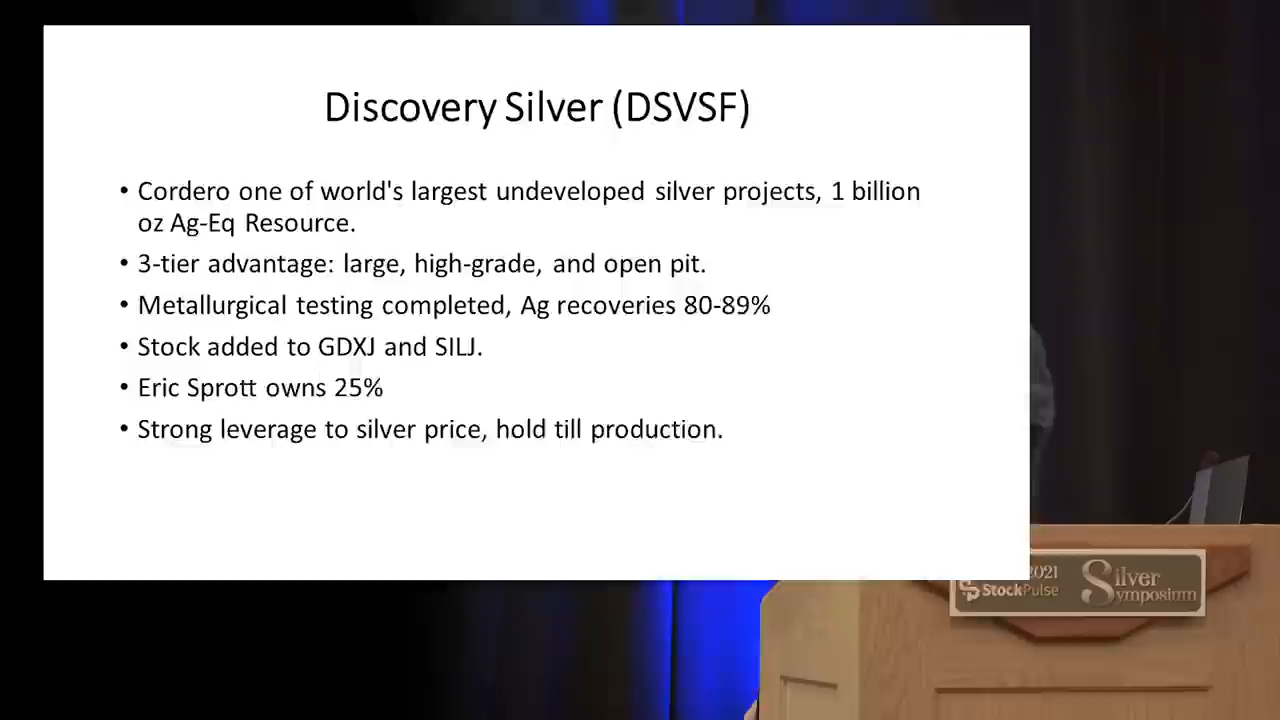 Discovery Silver (DSVSF)
• Cordero one of world's largest undeveloped silver projects, 1 billion
oz Ag-Eq Resource.
• 3-tier advantage: large, high-grade, and open pit.
• Metallurgical testing completed, Ag recoveries 80-89%
• Stock added to GDXJ and SILJ.
• Eric Sprott owns 25%
• Strong leverage to silver price, hold till production.
2021
StockPulse
Silver
Symposium